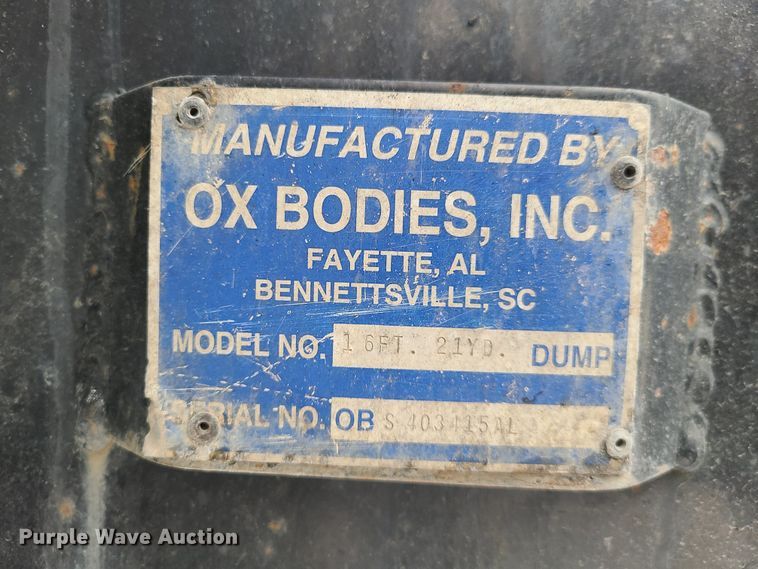 MANUFACTURED BY
OX BODIES, INC.
FAYETTE, AL
BENNETTSVILLE, SC
MODEL NO. 16FT. 21YD. DUMP
SERIAL NO. OB S 403415AL
Purple Wave Auction